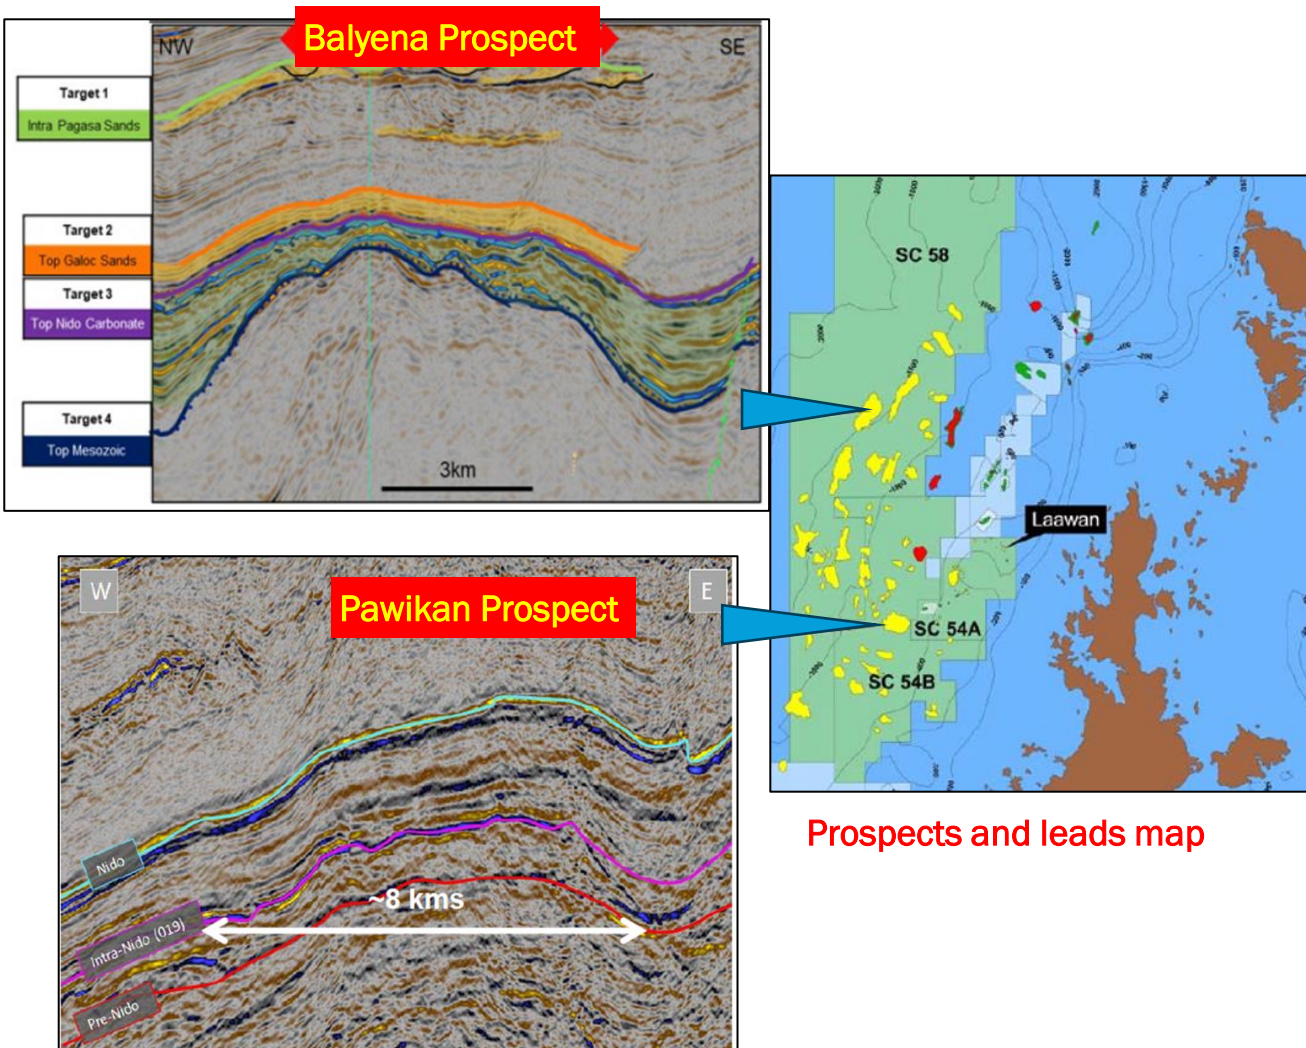 Balyena Prospect
NW
SE
Target 1
Intra Pagasa Sands
Target 2
Top Galoc Sands
Target 3
Top Nido Carbonate
Target 4
Top Mesozoic
3km
SC 58
Laawan
SC 54A
SC 54B
Prospects and leads map
W
Pawikan Prospect
E
Nido
~8 kms
Intra-Nido (019)
Pre-Nido